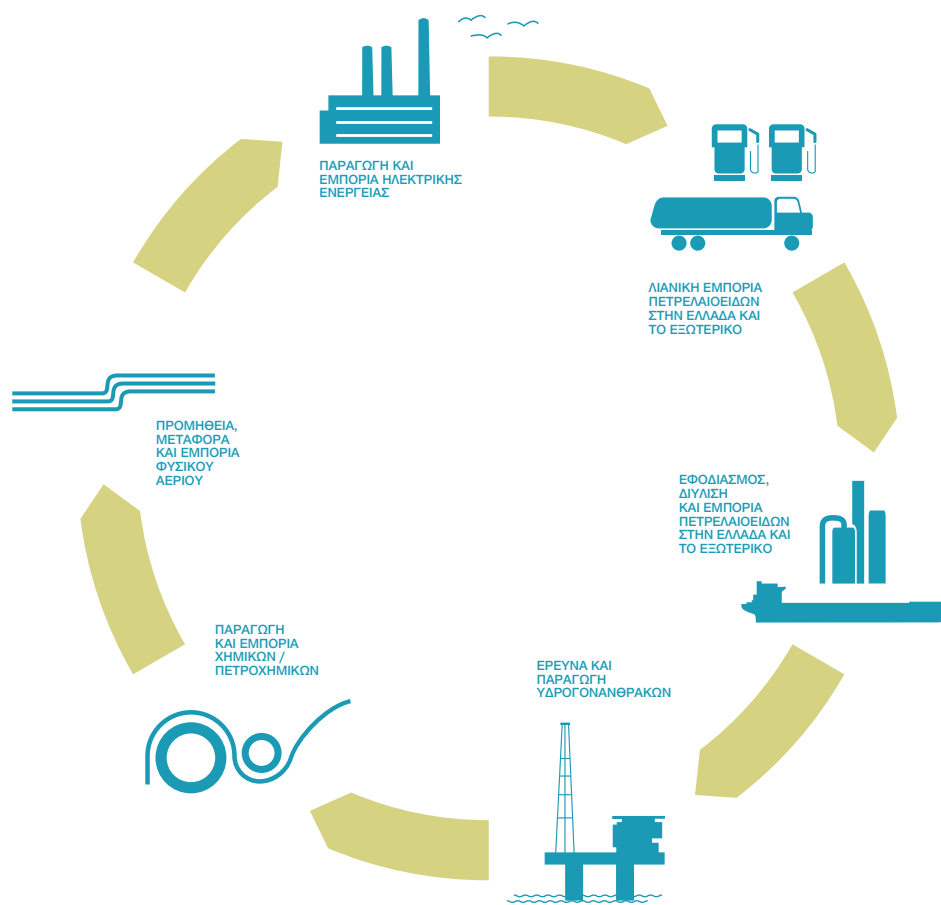 ΠΑΡΑΓΩΓΗ ΚΑΙ
ΕΜΠΟΡΙΑ ΗΛΕΚΤΡΙΚΗΣ
ΕΝΕΡΓΕΙΑΣ
ΛΙΑΝΙΚΗ ΕΜΠΟΡΙΑ
ΠΕΤΡΕΛΑΙΟΕΙΔΩΝ
ΣΤΗΝ ΕΛΛΑΔΑ ΚΑΙ
ΤΟ ΕΞΩΤΕΡΙΚΟ
ΕΦΟΔΙΑΣΜΟΣ,
ΔΙΥΛΙΣΗ
ΚΑΙ ΕΜΠΟΡΙΑ
ΠΕΤΡΕΛΑΙΟΕΙΔΩΝ
ΣΤΗΝ ΕΛΛΑΔΑ ΚΑΙ
ΤΟ ΕΞΩΤΕΡΙΚΟ
ΕΡΕΥΝΑ ΚΑΙ
ΠΑΡΑΓΩΓΗ
ΥΔΡΟΓΟΝΑΝΘΡΑΚΩΝ
ΠΑΡΑΓΩΓΗ
ΚΑΙ ΕΜΠΟΡΙΑ
ΧΗΜΙΚΩΝ /
ΠΕΤΡΟΧΗΜΙΚΩΝ
ΠΡΟΜΗΘΕΙΑ,
ΜΕΤΑΦΟΡΑ
ΚΑΙ ΕΜΠΟΡΙΑ
ΦΥΣΙΚΟΥ
ΑΕΡΙΟΥ